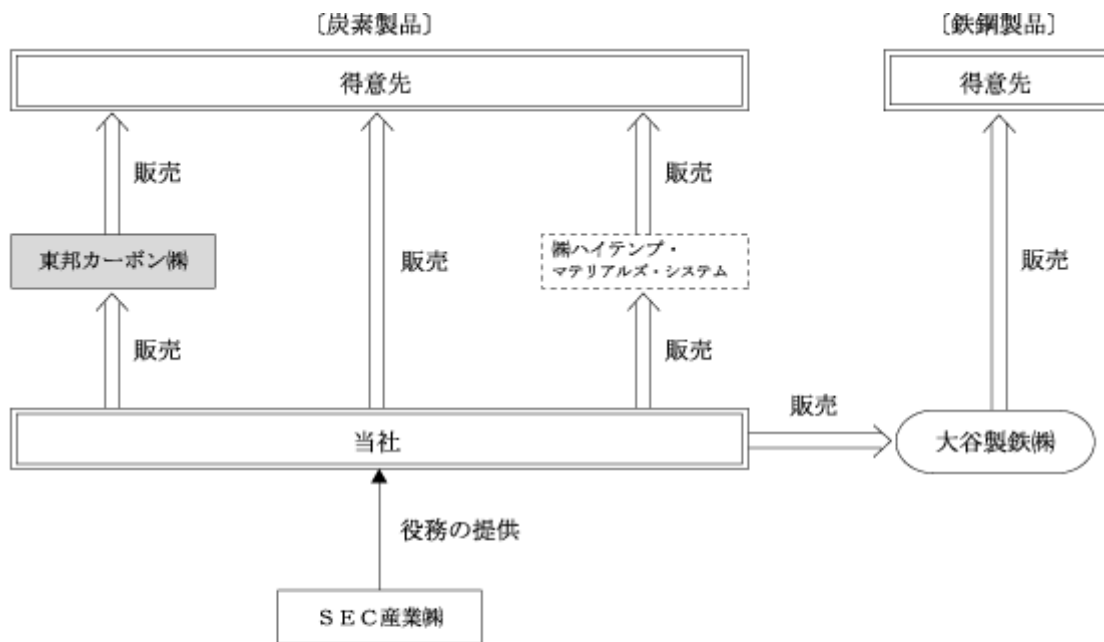 〔炭素製品〕
〔鉄鋼製品〕
得意先
得意先
販売
販売
東邦カーボン㈱
販売
㈱ハイテンプ・
マテリアルズ・システム
販売
販売
販売
販売
当社
大谷製鉄㈱
役務の提供
ＳＥＣ産業㈱